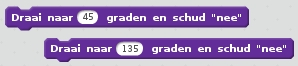 Draai naar 45 graden en schud "nee"
Draai naar 135 graden en schud "nee"